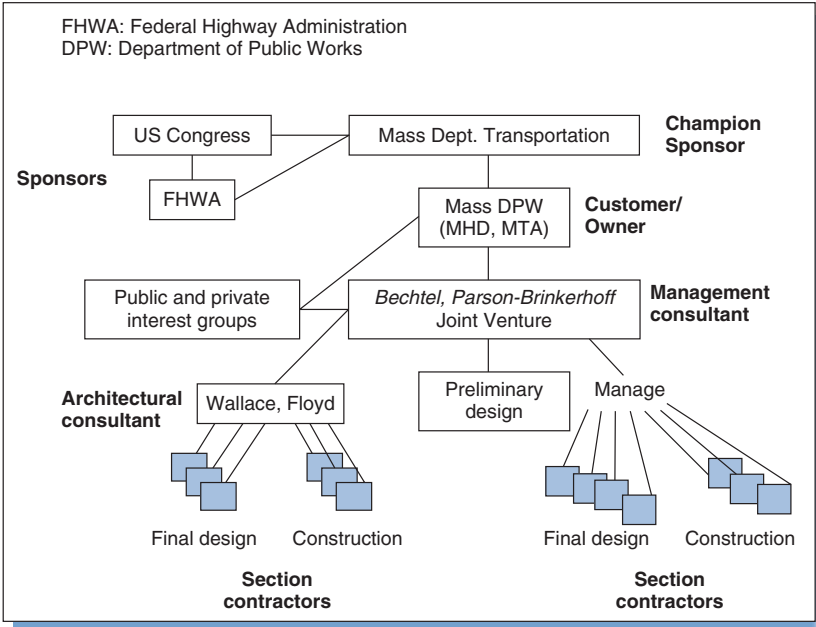 FHWA: Federal Highway Administration
DPW: Department of Public Works
US Congress
Mass Dept. Transportation
Champion
Sponsor
Sponsors
FHWA
Mass DPW
(MHD, MTA)
Customer/
Owner
Public and private
interest groups
Bechtel, Parson-Brinkerhoff
Joint Venture
Management
consultant
Architectural
consultant
Wallace, Floyd
Preliminary
design
Manage
Final design
Construction
Final design
Construction
Section
contractors
Section
contractors